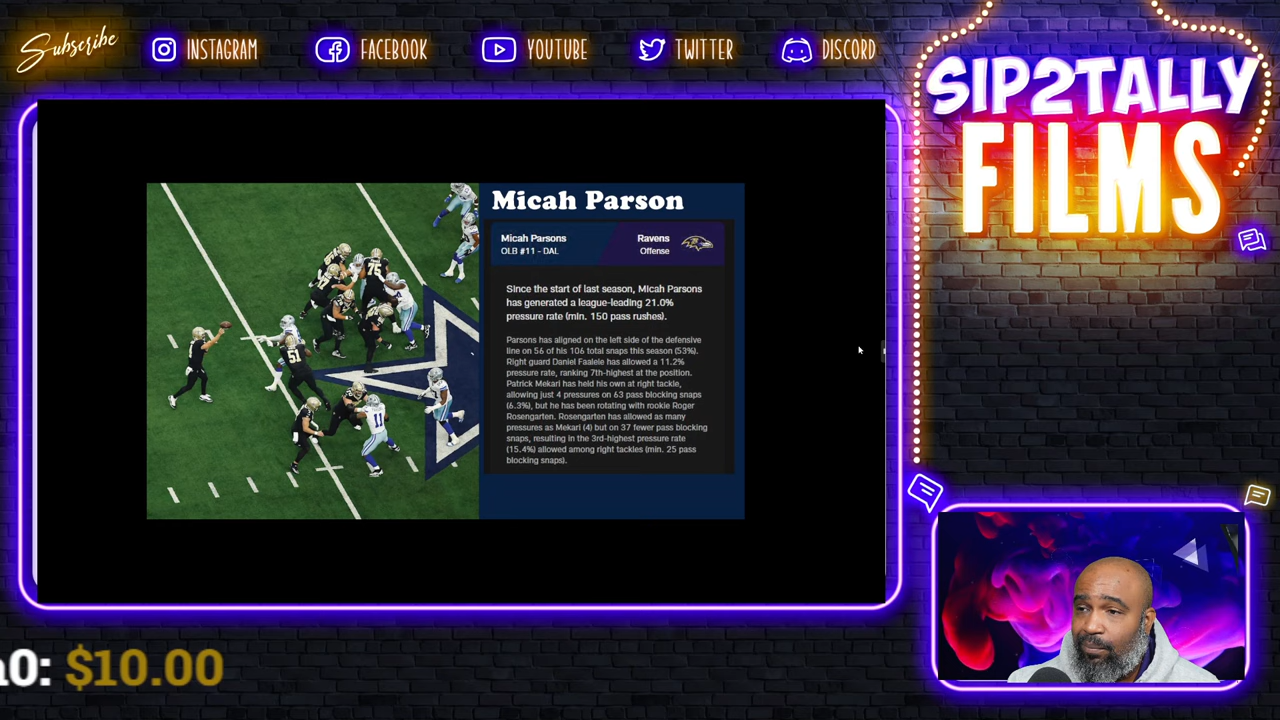 Subscribe
INSTAGRAM
FACEBOOK
YOUTUBE
TWITTER
DISCORD
SIP2TALLY
FILMS
Micah Parson
Micah Parsons
OLB #11 - DAL
Ravens
Offense
Since the start of last season, Micah Parsons
has generated a league-leading 21.0%
pressure rate (min. 150 pass rushes).
Parsons has aligned on the left side of the defensive
line on 56 of his 106 total snaps this season (53%).
Right guard Daniel Faalele has allowed a 11.2%
pressure rate, ranking 7th-highest at the position.
Patrick Mekari has held his own at right tackle,
allowing just 4 pressures on 63 pass blocking snaps
(6.3%), but he has been rotating with rookie Roger
Rosengarten. Rosengarten has allowed as many
pressures as Mekari (4) but on 37 fewer pass blocking
snaps, resulting in the 3rd-highest pressure rate
(15.4%) allowed among right tackles (min. 25 pass
blocking snaps).
75
51
11
a0: $10.00